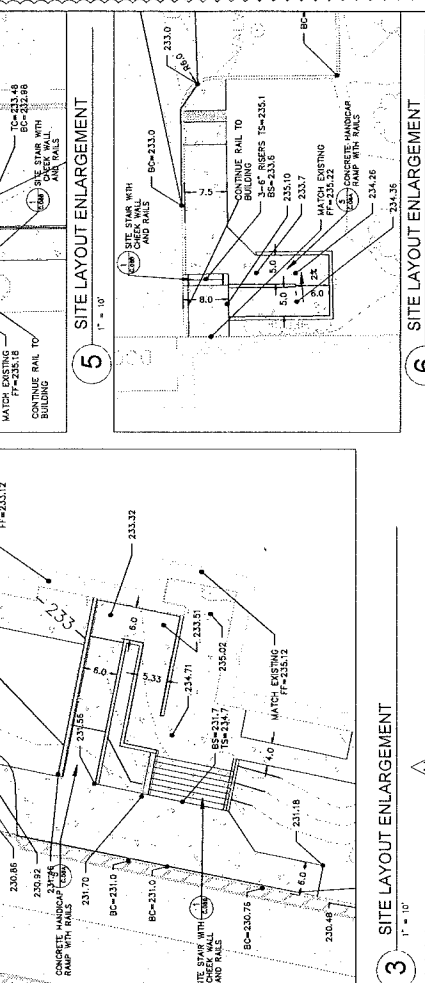 TC=233.48
BC=232.98
SITE STAIR WITH
CHEEK WALL
AND RAILS
MATCH EXISTING
FF=235.18
CONTINUE RAIL TO
BUILDING
5
SITE LAYOUT ENLARGEMENT
1" = 10'
233.0
R6.0
BC=233.0
BC=
1
SITE STAIR WITH
CHEEK WALL
AND RAILS
7.5
CONTINUE RAIL TO
BUILDING
3-6" RISERS TS=235.1
BS=233.6
8.0
235.10
233.7
MATCH EXISTING
FF=235.22
CONCRETE HANDICAP
RAMP WITH RAILS
5.0
5.0
2%
6.0
234.26
234.36
6
SITE LAYOUT ENLARGEMENT
FF=233.12
233
233.32
6.0
6.0
5.33
233.51
234.71
235.02
MATCH EXISTING
FF=235.12
BS=231.7
TS=234.7
4.0
230.86
230.92
231.56
CONCRETE HANDICAP
RAMP WITH RAILS
231.70
BC=231.0
BC=231.0
1
SITE STAIR WITH
CHEEK WALL
AND RAILS
BC=230.76
6.0
231.18
230.48
3
SITE LAYOUT ENLARGEMENT
1" = 10'